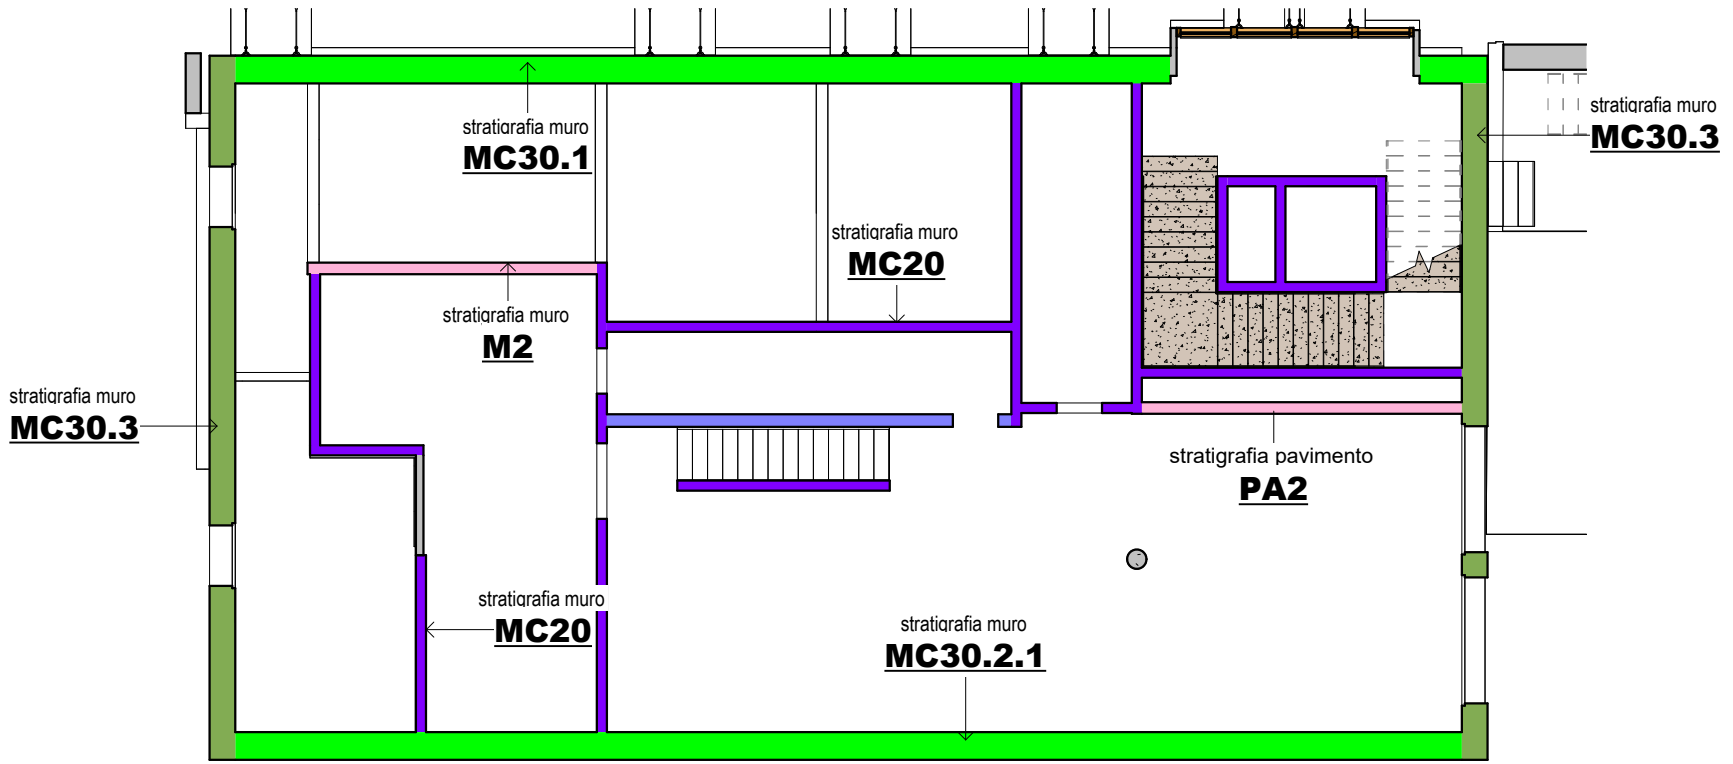 stratigrafia muro
MC30.1
stratigrafia muro
MC30.3
stratigrafia muro
MC20
stratigrafia muro
M2
stratigrafia muro
MC30.3
stratigrafia pavimento
PA2
stratigrafia muro
MC20
stratigrafia muro
MC30.2.1